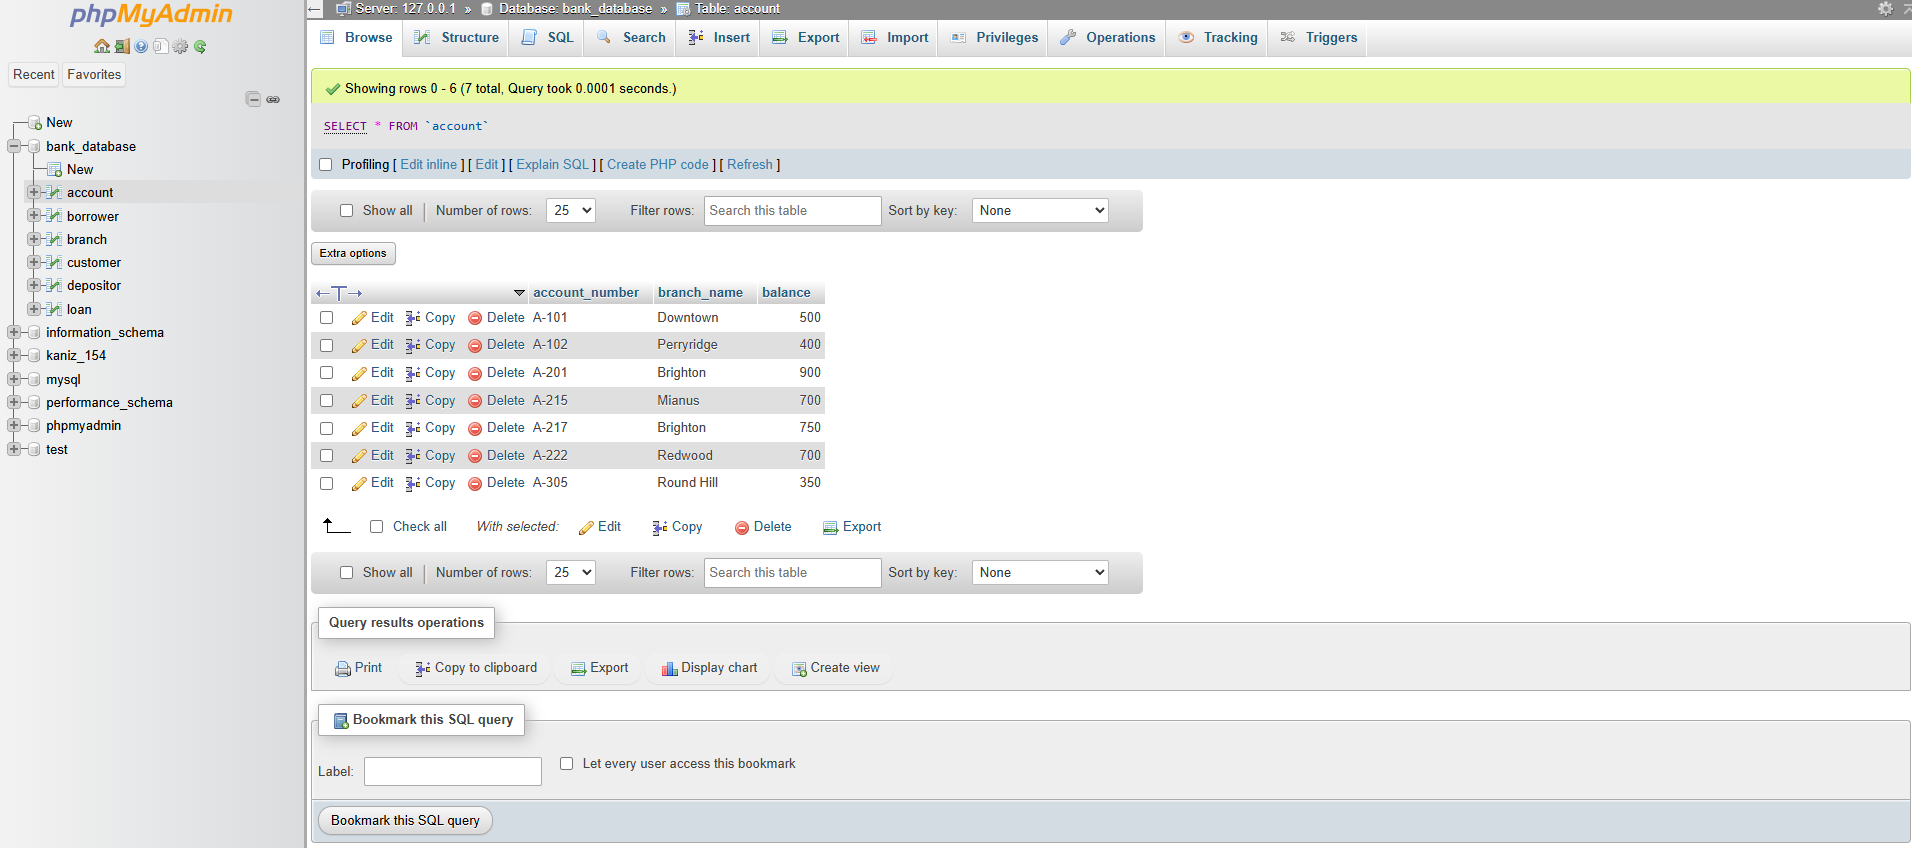 phpMyAdmin
Recent Favorites
New
bank_database
New
account
borrower
branch
customer
depositor
loan
information_schema
kaniz_154
mysql
performance_schema
phpmyadmin
test
Server: 127.0.0.1 » Database: bank_database » Table: account
Browse Structure SQL Search Insert Export Import Privileges Operations Tracking Triggers
Showing rows 0 - 6 (7 total, Query took 0.0001 seconds.)
SELECT * FROM `account`
Profiling [ Edit inline ] [ Edit ] [ Explain SQL ] [ Create PHP code ] [ Refresh ]
Show all Number of rows: 25 Filter rows: Search this table Sort by key: None
Extra options
←T→ account_number branch_name balance
Edit Copy Delete A-101 Downtown 500
Edit Copy Delete A-102 Perryridge 400
Edit Copy Delete A-201 Brighton 900
Edit Copy Delete A-215 Mianus 700
Edit Copy Delete A-217 Brighton 750
Edit Copy Delete A-222 Redwood 700
Edit Copy Delete A-305 Round Hill 350
Check all With selected: Edit Copy Delete Export
Show all Number of rows: 25 Filter rows: Search this table Sort by key: None
Query results operations
Print Copy to clipboard Export Display chart Create view
Bookmark this SQL query
Label: Let every user access this bookmark
Bookmark this SQL query